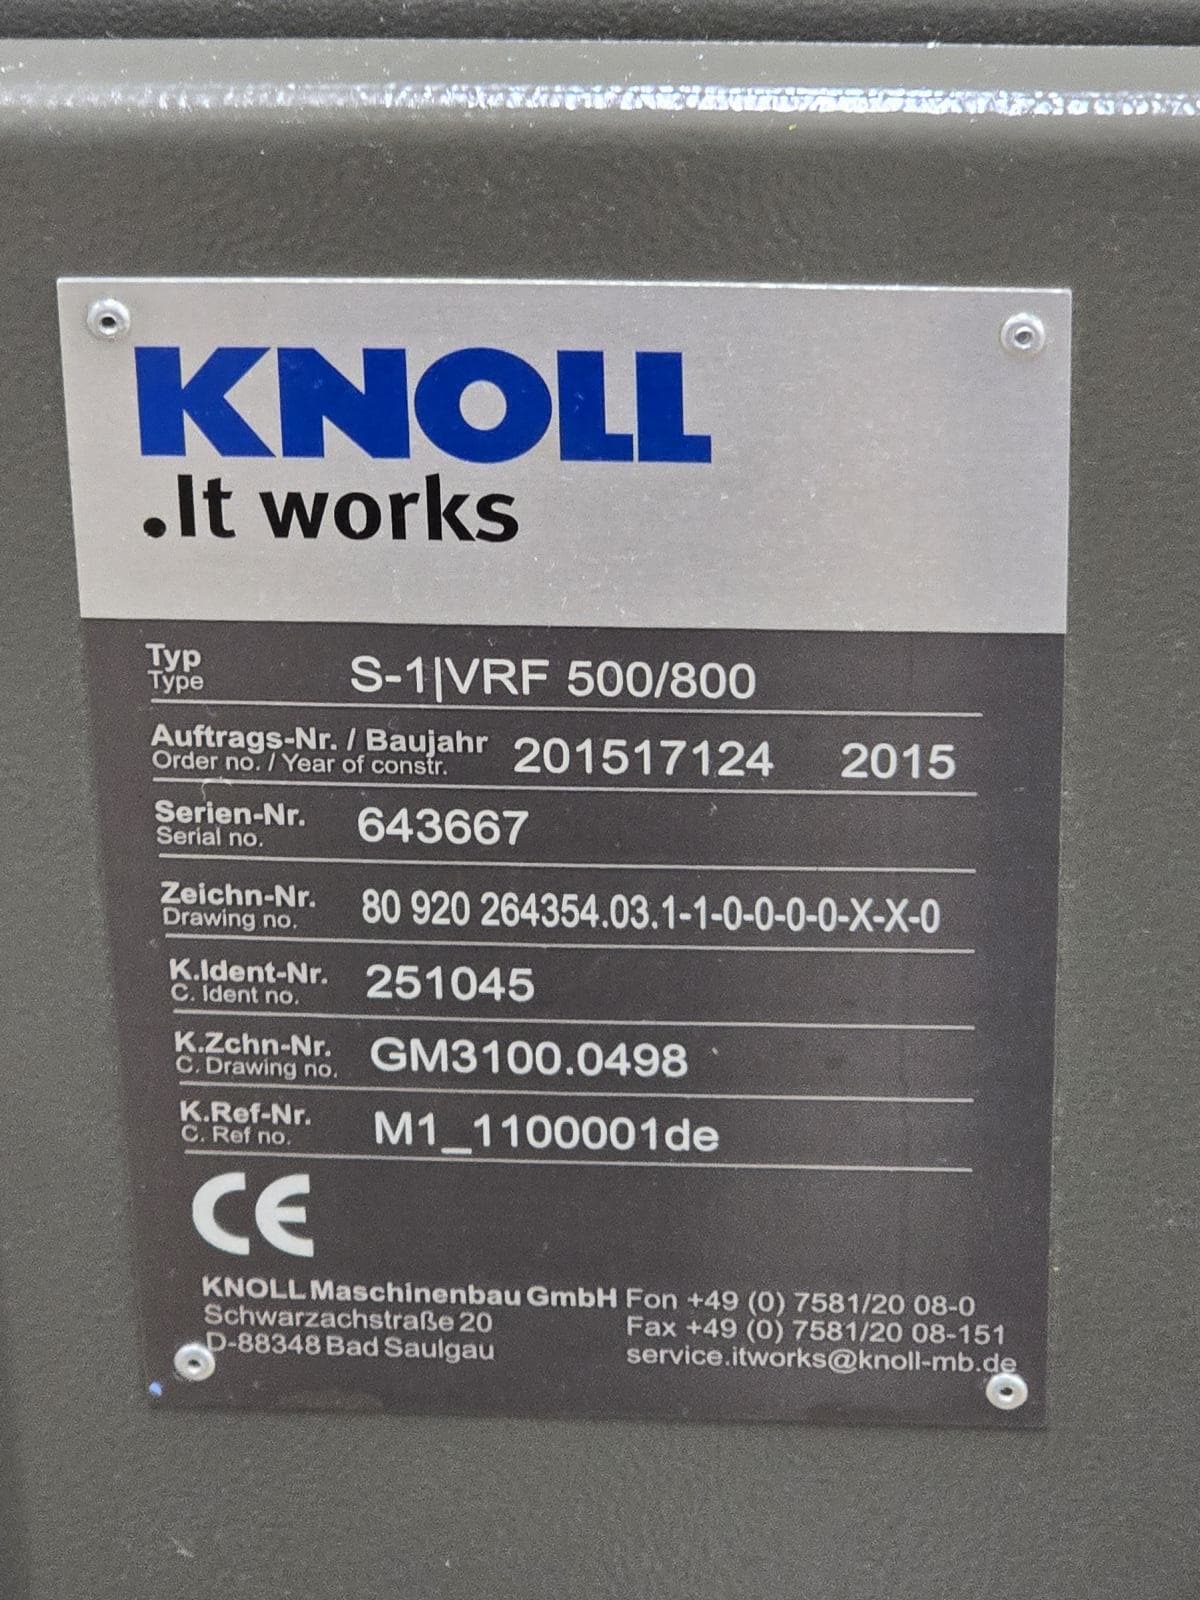 KNOLL
.It works
Typ S-1|VRF 500/800
Type
Auftrags-Nr. / Baujahr 201517124 2015
Order no. / Year of constr.
Serien-Nr. 643667
Serial no.
Zeichn-Nr. 80 920 264354.03.1-1-0-0-0-0-X-X-0
Drawing no.
K.Ident-Nr. 251045
C. Ident no.
K.Zchn-Nr. GM3100.0498
C. Drawing no.
K.Ref-Nr. M1_1100001de
C. Ref no.
CE
KNOLL Maschinenbau GmbH Fon +49 (0) 7581/20 08-0
Schwarzachstraße 20 Fax +49 (0) 7581/20 08-151
D-88348 Bad Saulgau service.itworks@knoll-mb.de